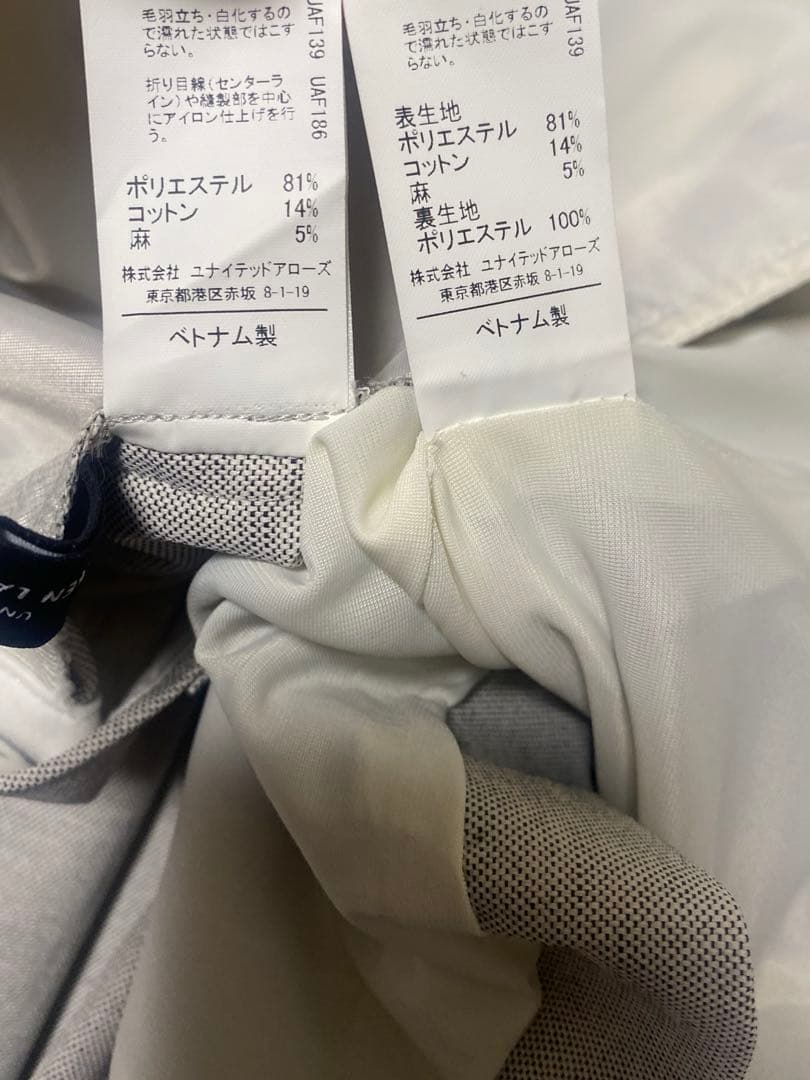 毛羽立ち・白化するの
で濡れた状態ではこす
らない。
折り目線(センターラ
イン)や縫製部を中心
にアイロン仕上げを行
う。
UAF139 UAF186
ポリエステル 81%
コットン 14%
麻 5%
株式会社 ユナイテッドアローズ
東京都港区赤坂 8-1-19
ベトナム製
毛羽立ち・白化するの
で濡れた状態ではこす
らない。
UAF139
表生地
ポリエステル 81%
コットン 14%
麻 5%
裏生地
ポリエステル 100%
株式会社 ユナイテッドアローズ
東京都港区赤坂 8-1-19
ベトナム製